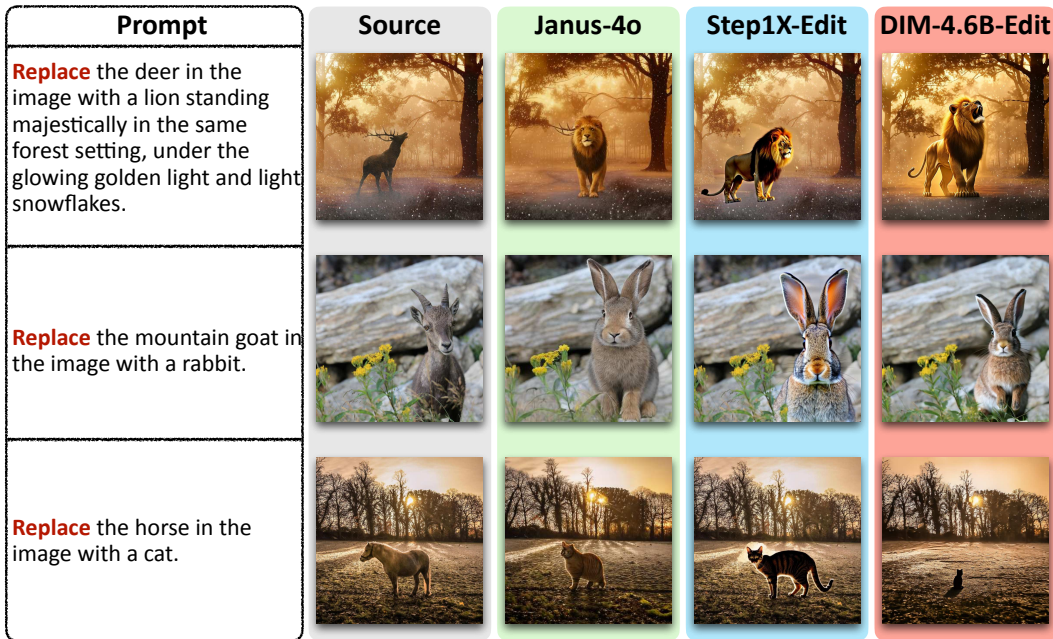 Prompt
Source
Janus-4o
Step1X-Edit
DIM-4.6B-Edit
Replace the deer in the
image with a lion standing
majestically in the same
forest setting, under the
glowing golden light and light
snowflakes.
Replace the mountain goat in
the image with a rabbit.
Replace the horse in the
image with a cat.